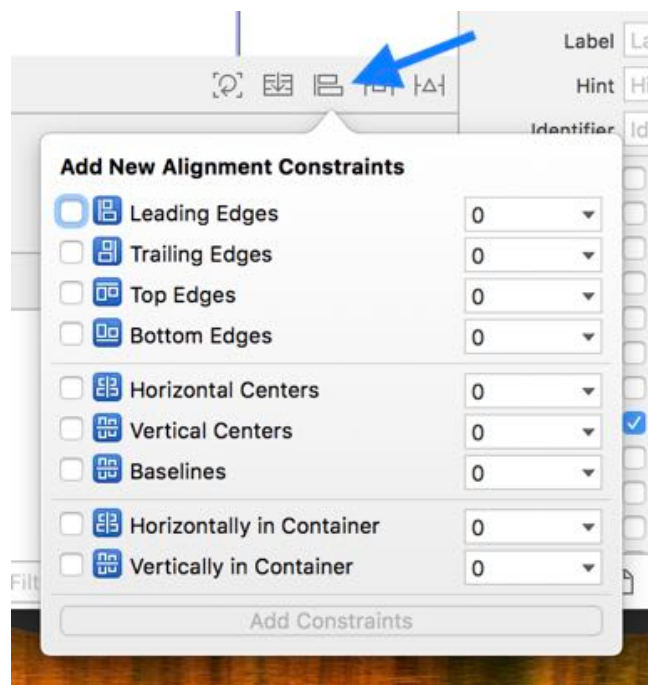 Label
Hint
Identifier
Add New Alignment Constraints
Leading Edges 0
Trailing Edges 0
Top Edges 0
Bottom Edges 0
Horizontal Centers 0
Vertical Centers 0
Baselines 0
Horizontally in Container 0
Vertically in Container 0
Filt
Add Constraints